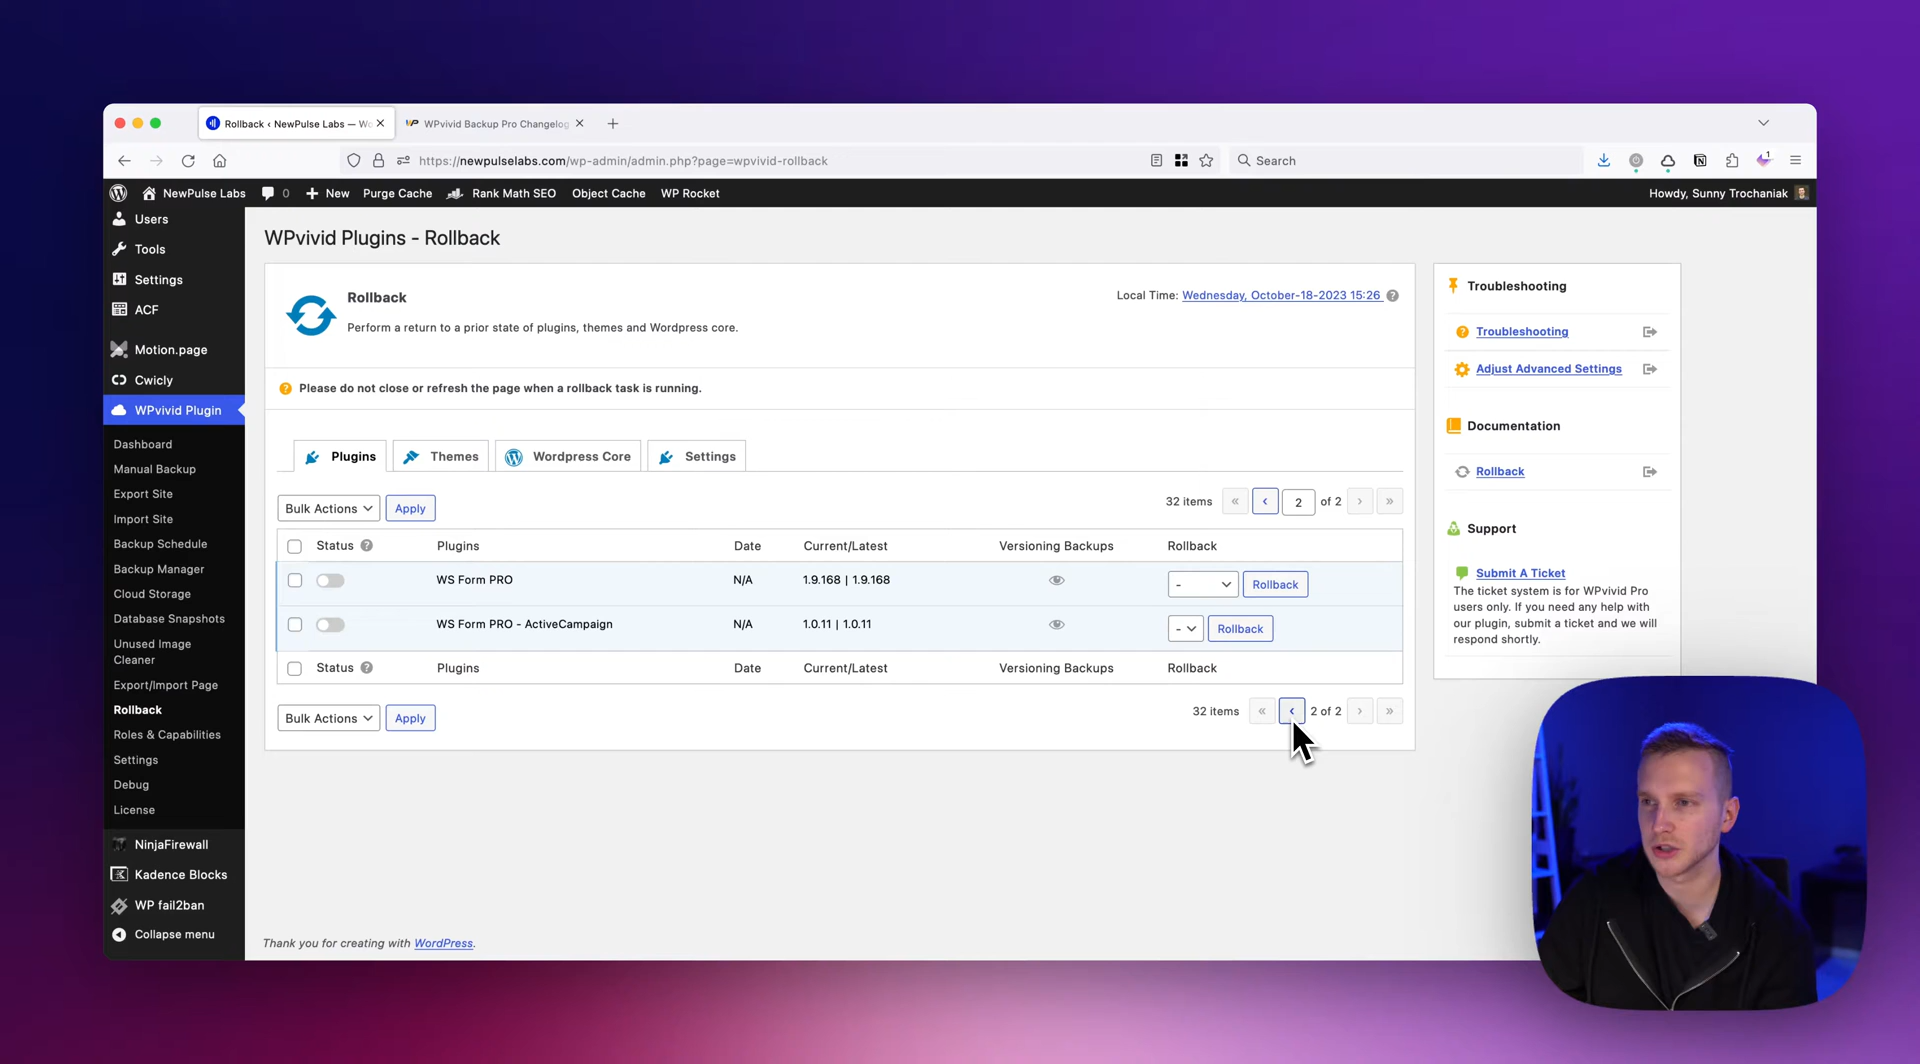 Rollback ‹ NewPulse Labs — Wo
WPvivid Backup Pro Changelog
https://newpulselabs.com/wp-admin/admin.php?page=wpvivid-rollback
Search
1
NewPulse Labs
0
New
Purge Cache
Rank Math SEO
Object Cache
WP Rocket
Howdy, Sunny Trochaniak
Users
Tools
Settings
ACF
Motion.page
Cwicly
WPvivid Plugin
Dashboard
Manual Backup
Export Site
Import Site
Backup Schedule
Backup Manager
Cloud Storage
Database Snapshots
Unused Image
Cleaner
Export/Import Page
Rollback
Roles & Capabilities
Settings
Debug
License
NinjaFirewall
Kadence Blocks
WP fail2ban
Collapse menu
WPvivid Plugins - Rollback
Rollback
Perform a return to a prior state of plugins, themes and Wordpress core.
Local Time: Wednesday, October-18-2023 15:26
Please do not close or refresh the page when a rollback task is running.
Plugins
Themes
Wordpress Core
Settings
Bulk Actions
Apply
32 items « ‹ 2 of 2 › »
Status Plugins Date Current/Latest Versioning Backups Rollback
WS Form PRO N/A 1.9.168 | 1.9.168 - Rollback
WS Form PRO - ActiveCampaign N/A 1.0.11 | 1.0.11 - Rollback
Status Plugins Date Current/Latest Versioning Backups Rollback
Bulk Actions
Apply
32 items « ‹ 2 of 2 › »
Thank you for creating with WordPress.
Troubleshooting
Troubleshooting
Adjust Advanced Settings
Documentation
Rollback
Support
Submit A Ticket
The ticket system is for WPvivid Pro
users only. If you need any help with
our plugin, submit a ticket and we will
respond shortly.